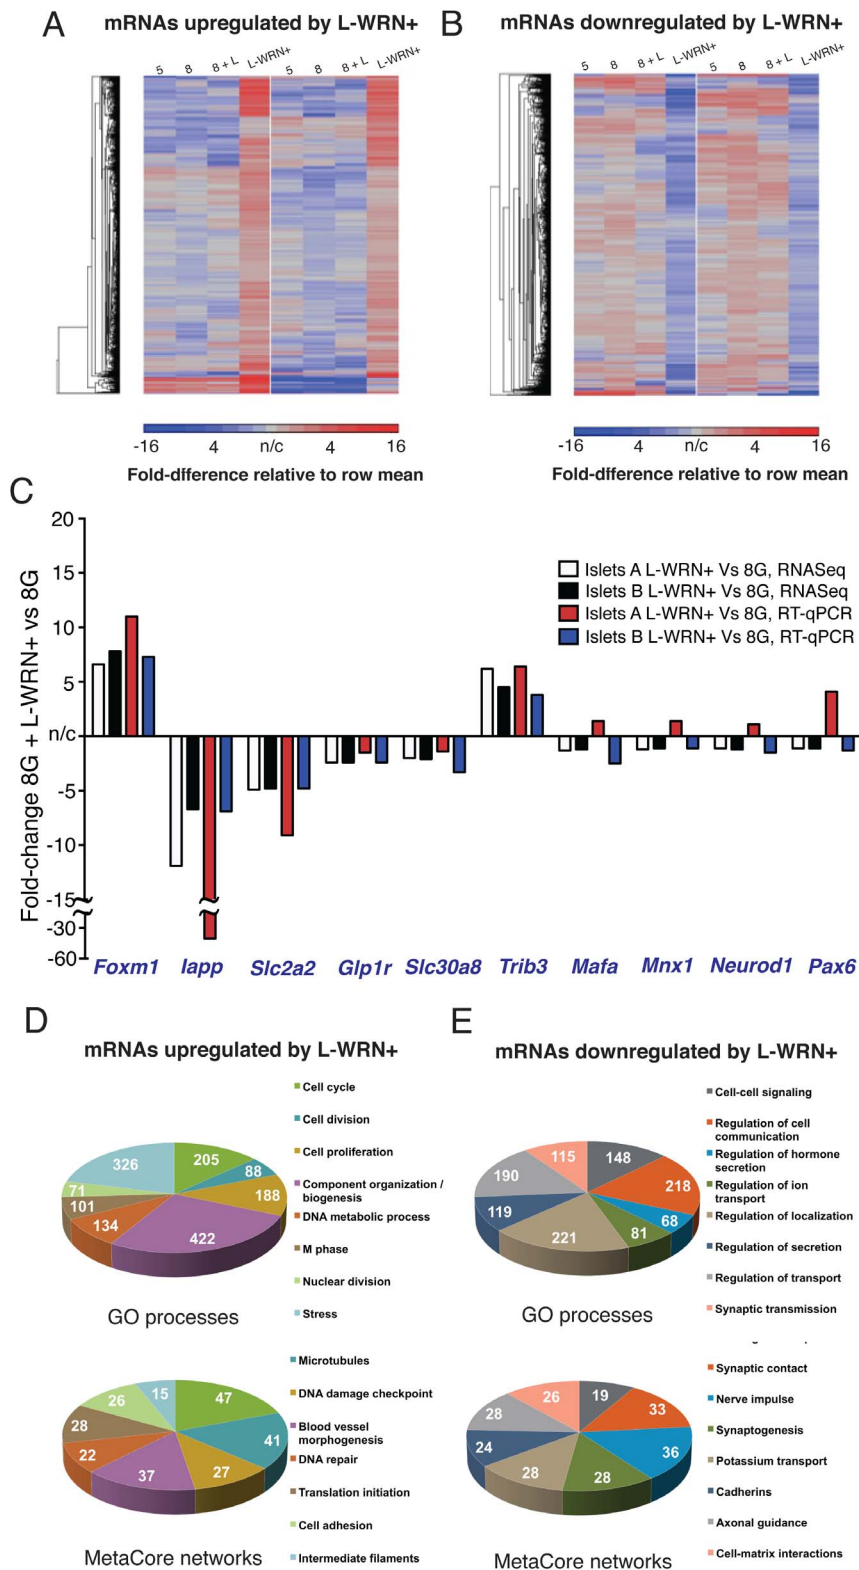 A
mRNAs upregulated by L-WRN+
5 8 8 + L L-WRN+ 5 8 8 + L L-WRN+
-16 4 n/c 4 16
Fold-dfference relative to row mean
B
mRNAs downregulated by L-WRN+
5 8 8 + L L-WRN+ 5 8 8 + L L-WRN+
-16 4 n/c 4 16
Fold-dfference relative to row mean
C
Fold-change 8G + L-WRN+ vs 8G
20
15
10
5
n/c
-5
-10
-15
-30
-60
Islets A L-WRN+ Vs 8G, RNASeq
Islets B L-WRN+ Vs 8G, RNASeq
Islets A L-WRN+ Vs 8G, RT-qPCR
Islets B L-WRN+ Vs 8G, RT-qPCR
Foxm1 Iapp Slc2a2 Glp1r Slc30a8 Trib3 Mafa Mnx1 Neurod1 Pax6
D
mRNAs upregulated by L-WRN+
205
88
188
422
134
101
71
326
Cell cycle
Cell division
Cell proliferation
Component organization /
biogenesis
DNA metabolic process
M phase
Nuclear division
Stress
GO processes
47
41
27
37
22
28
26
15
Microtubules
DNA damage checkpoint
Blood vessel
morphogenesis
DNA repair
Translation initiation
Cell adhesion
Intermediate filaments
MetaCore networks
E
mRNAs downregulated by L-WRN+
148
218
68
81
221
119
190
115
Cell-cell signaling
Regulation of cell
communication
Regulation of hormone
secretion
Regulation of ion
transport
Regulation of localization
Regulation of secretion
Regulation of transport
Synaptic transmission
GO processes
19
33
36
28
28
24
28
26
Synaptic contact
Nerve impulse
Synaptogenesis
Potassium transport
Cadherins
Axonal guidance
Cell-matrix interactions
MetaCore networks